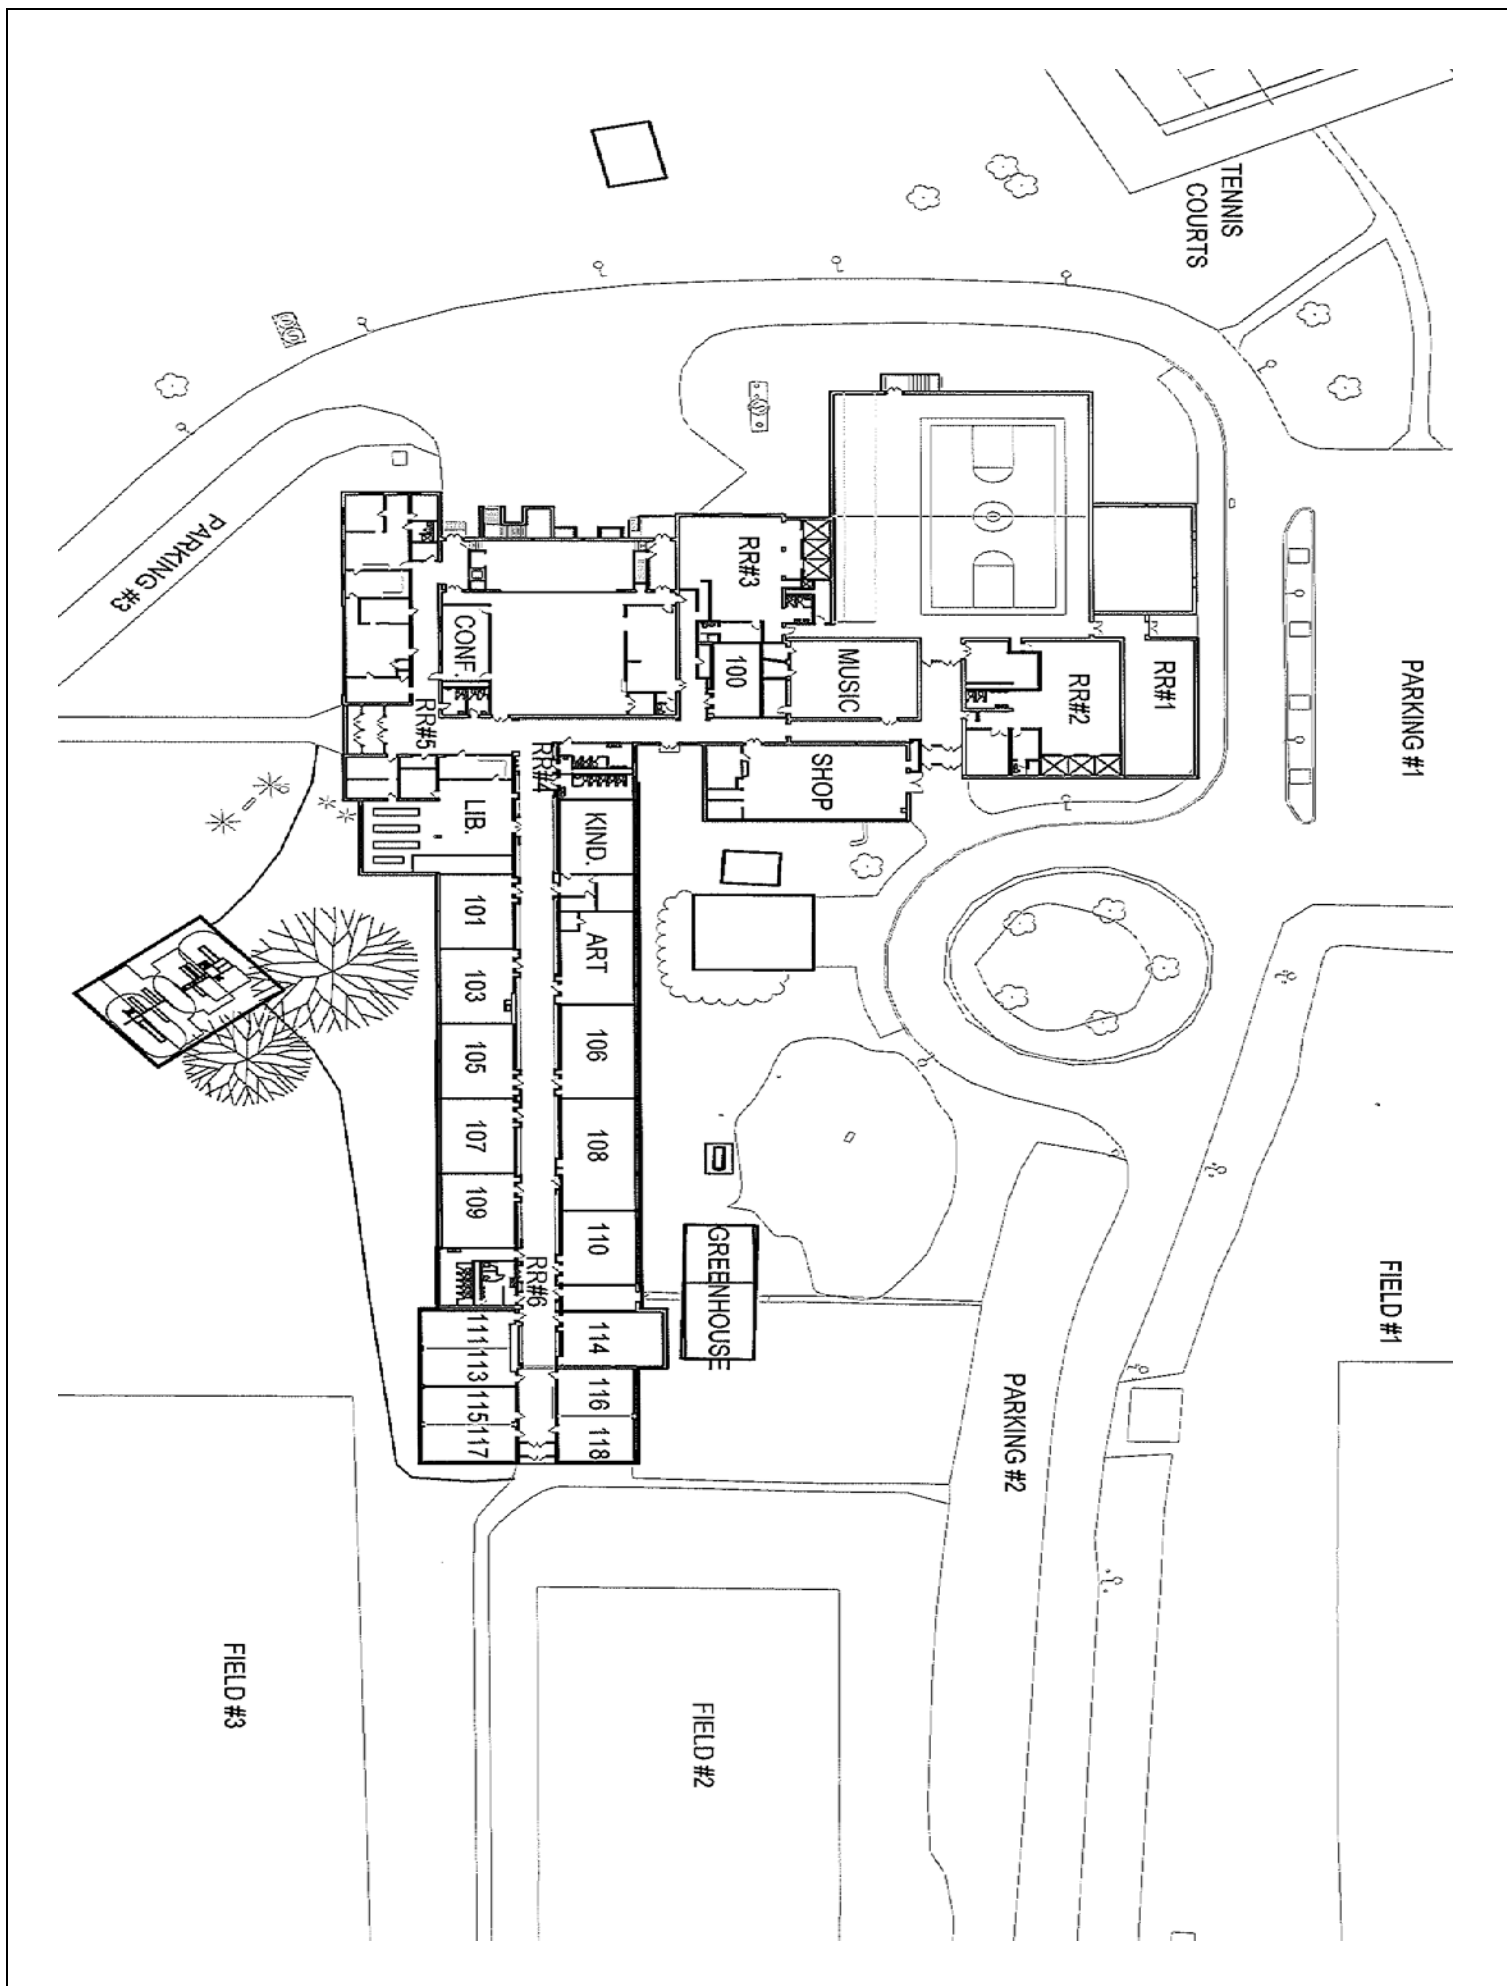 TENNIS
COURTS
PARKING #1
PARKING #3
RR#3
CONF.
100
MUSIC
RR#2
RR#1
RR#5
RR#4
SHOP
LIB.
KIND.
101
ART
103
106
105
107
108
109
110
RR#6
GREENHOUSE
FIELD #1
111
113
114
115
116
117
118
PARKING #2
FIELD #3
FIELD #2